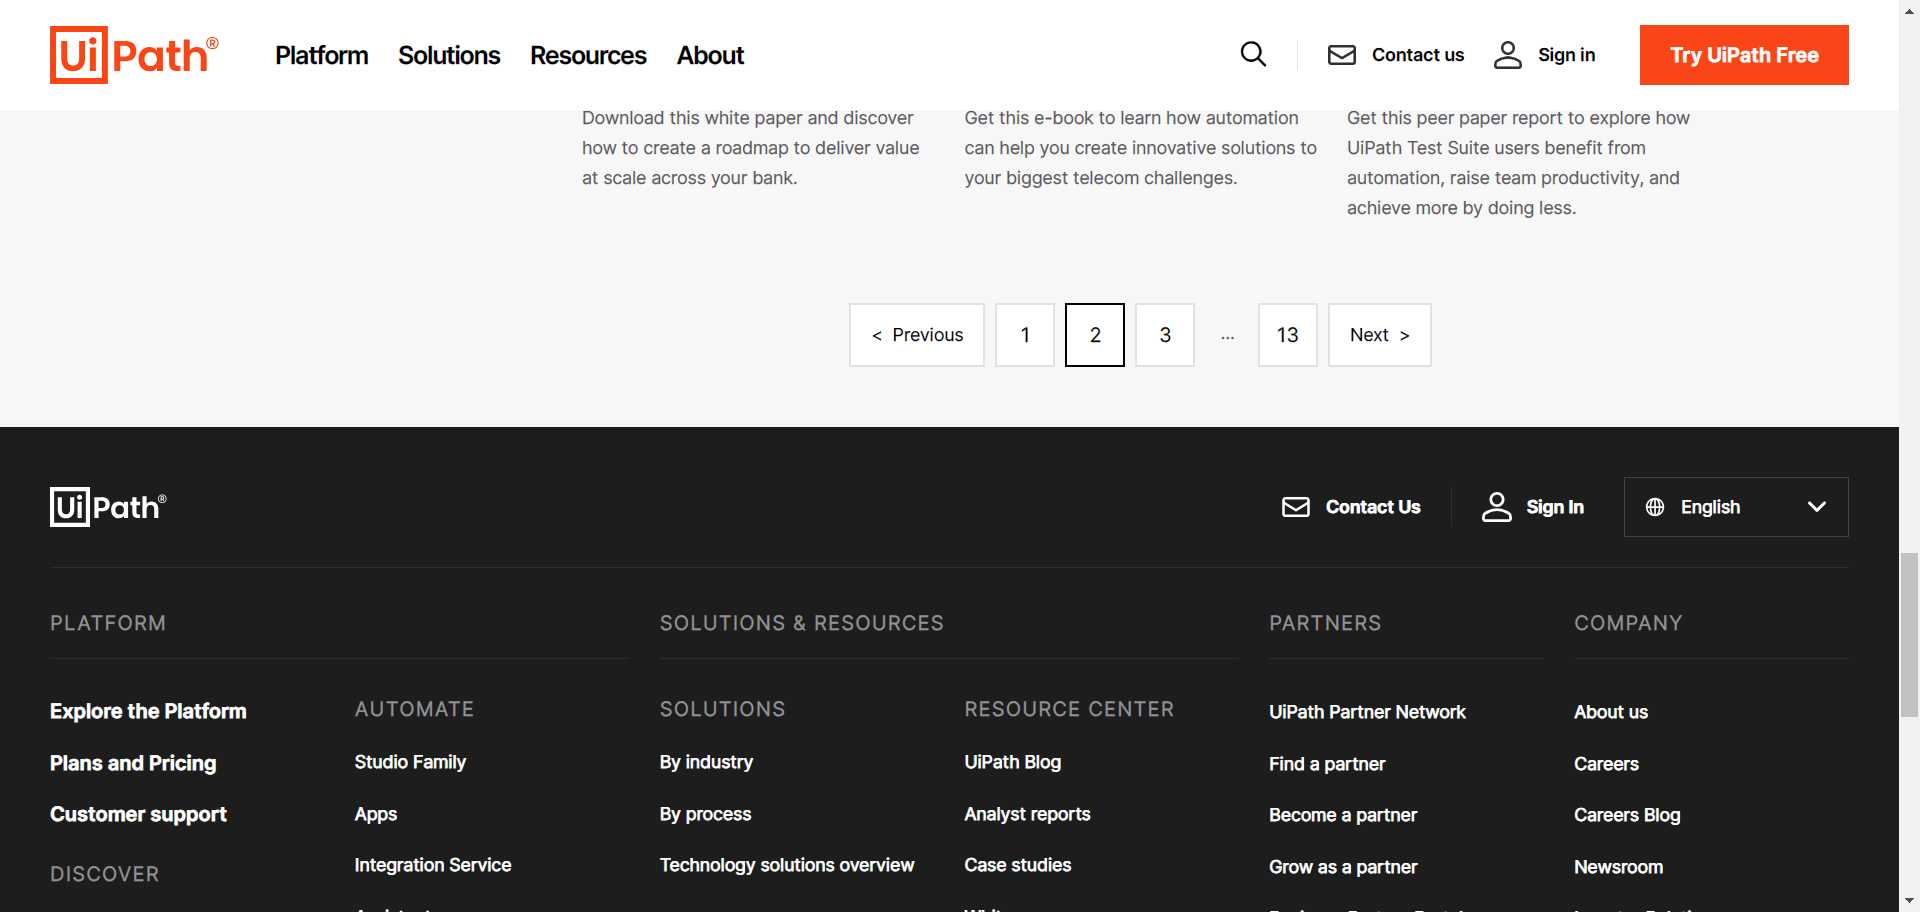 UiPath®
Platform
Solutions
Resources
About
Contact us
Sign in
Try UiPath Free
Download this white paper and discover
how to create a roadmap to deliver value
at scale across your bank.
Get this e-book to learn how automation
can help you create innovative solutions to
your biggest telecom challenges.
Get this peer paper report to explore how
UiPath Test Suite users benefit from
automation, raise team productivity, and
achieve more by doing less.
< Previous
1
2
3
...
13
Next >
UiPath®
Contact Us
Sign In
English
PLATFORM
Explore the Platform
Plans and Pricing
Customer support
DISCOVER
AUTOMATE
Studio Family
Apps
Integration Service
SOLUTIONS & RESOURCES
SOLUTIONS
By industry
By process
Technology solutions overview
RESOURCE CENTER
UiPath Blog
Analyst reports
Case studies
PARTNERS
UiPath Partner Network
Find a partner
Become a partner
Grow as a partner
COMPANY
About us
Careers
Careers Blog
Newsroom